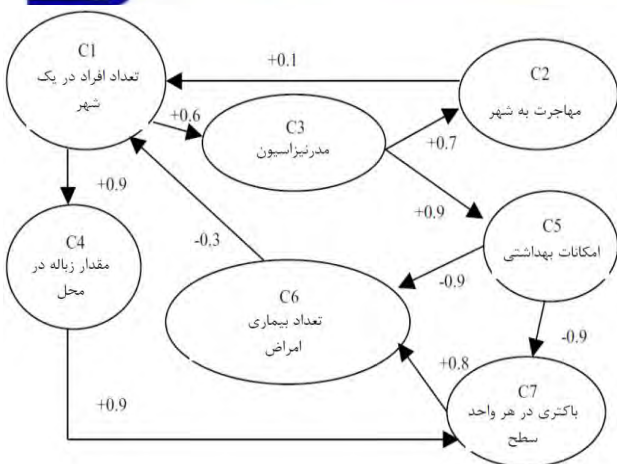 C1
تعداد افراد در یک
شهر
+0.1
C2
مهاجرت به شهر
+0.6
C3
مدرنیزاسیون
+0.7
+0.9
+0.9
C4
مقدار زباله در
محل
-0.3
C5
امکانات بهداشتی
-0.9
C6
تعداد بیماری
امراض
-0.9
+0.8
+0.9
C7
باکتری در هر واحد
سطح